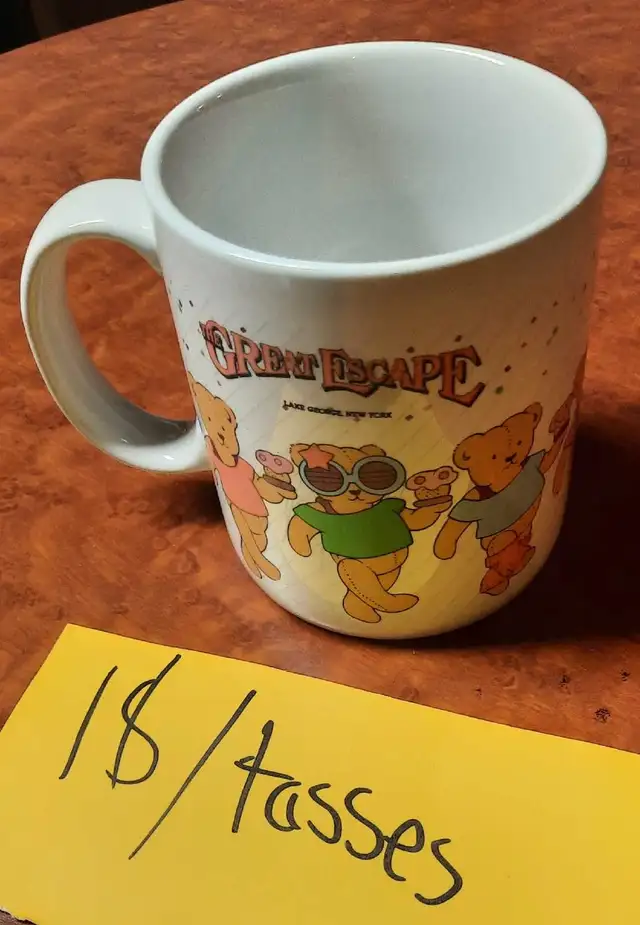 THE GREAT ESCAPE
LAKE GEORGE, NEW YORK
1$/tasses